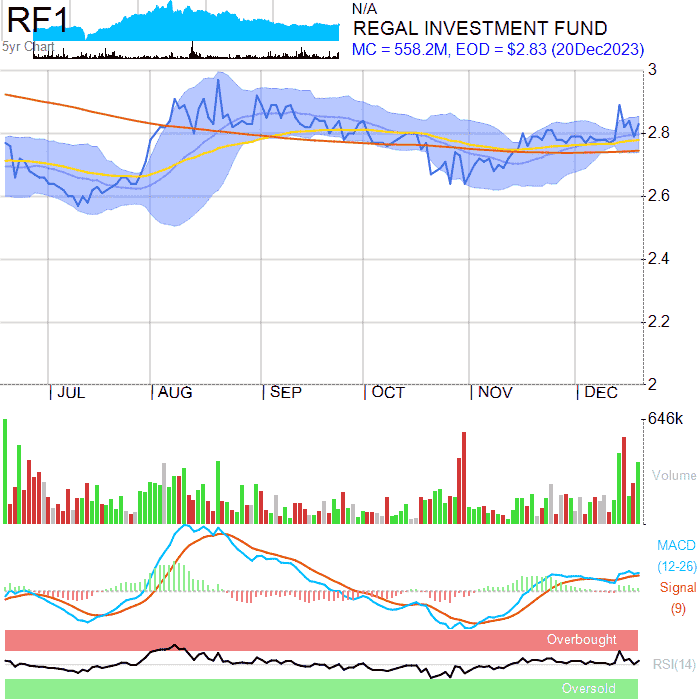 RF1
5yr Chart
N/A
REGAL INVESTMENT FUND
MC = 558.2M, EOD = $2.83 (20Dec2023)
3
2.8
2.6
2.4
2.2
2
JUL AUG SEP OCT NOV DEC
646k
Volume
MACD
(12-26)
Signal
(9)
Overbought
RSI(14)
Oversold